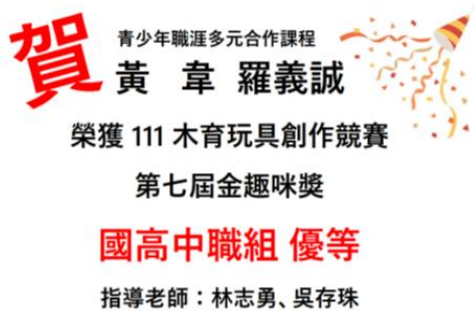 賀
青少年職涯多元合作課程
黃 韋 羅義誠
榮獲 111 木育玩具創作競賽
第七屆金趣咪獎
國高中職組 優等
指導老師：林志勇、吳存珠